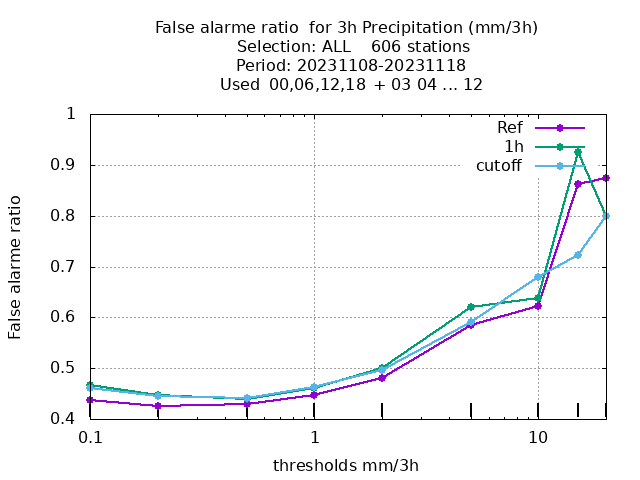 False alarme ratio  for 3h Precipitation (mm/3h)
Selection: ALL    606 stations
Period: 20231108-20231118
Used  00,06,12,18  + 03 04 ... 12
Ref
1h
cutoff
False alarme ratio
1
0.9
0.8
0.7
0.6
0.5
0.4
0.1 1 10
thresholds mm/3h